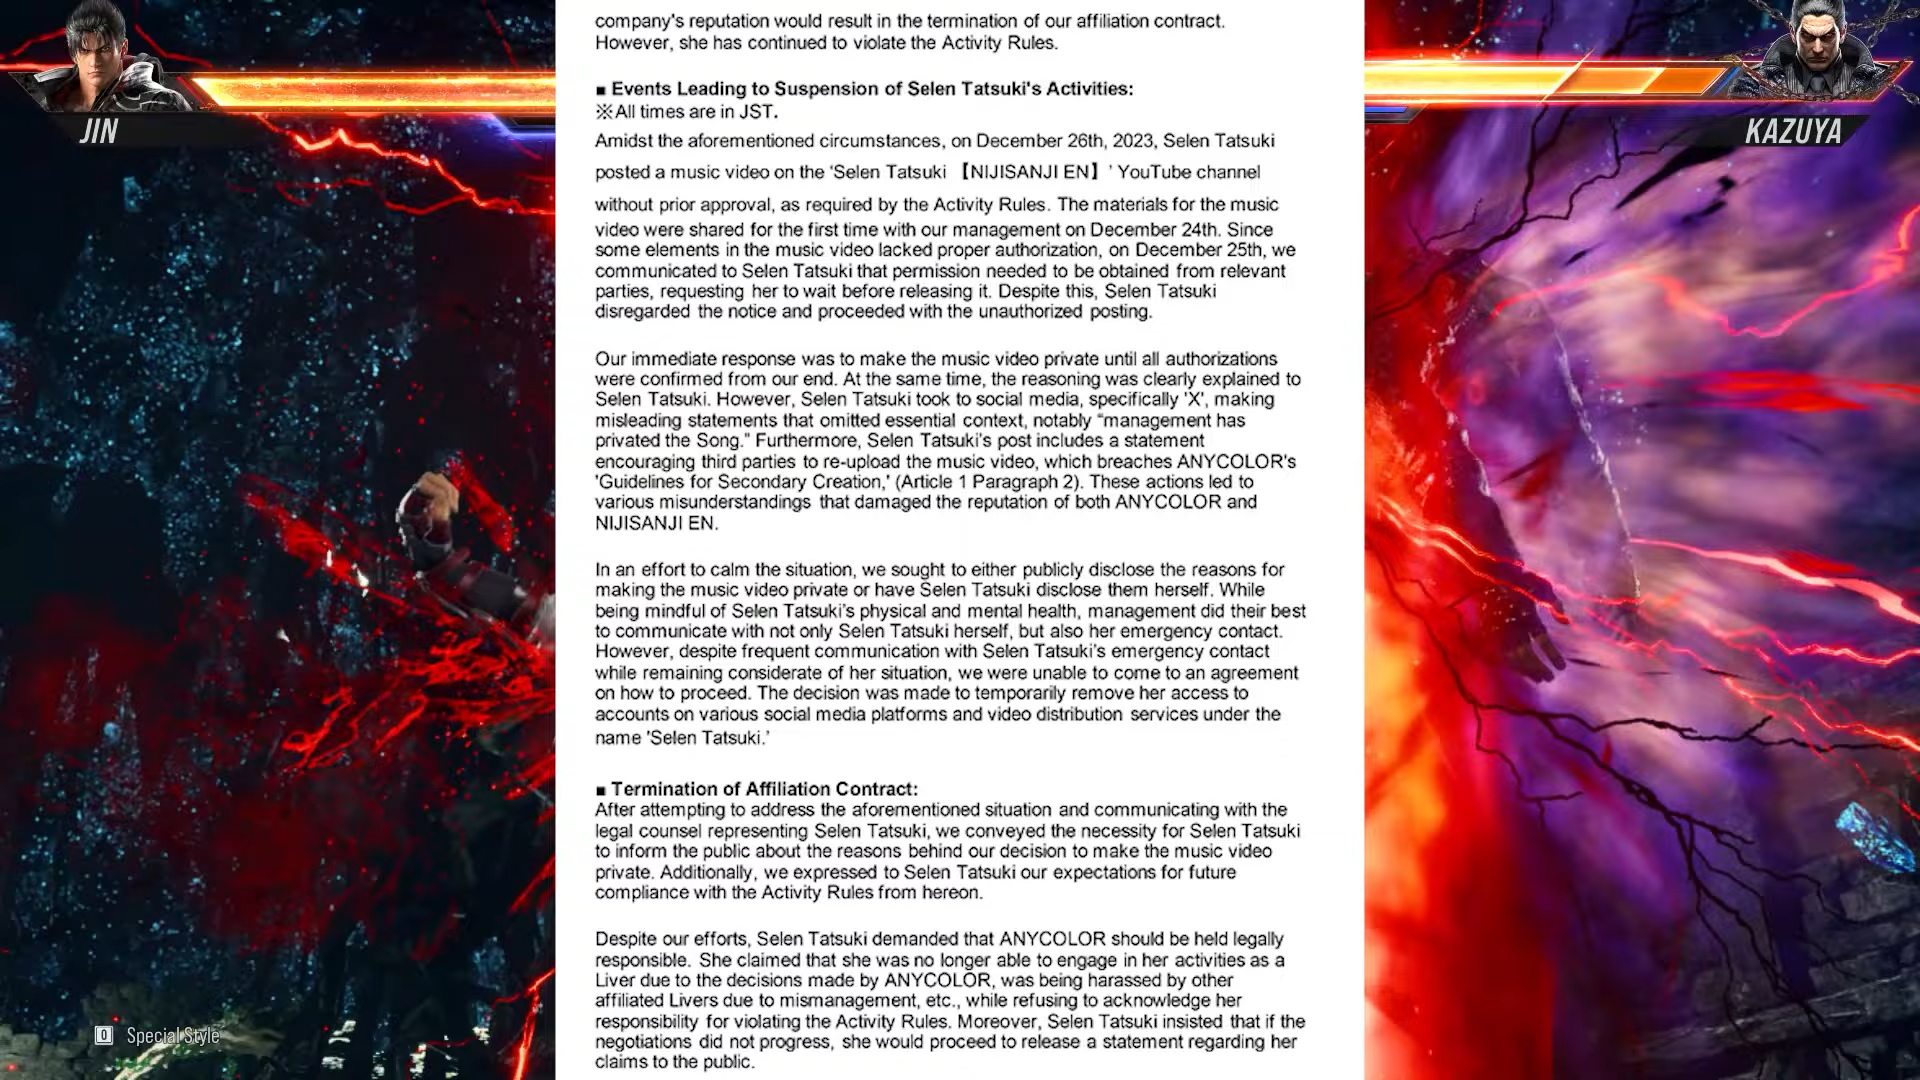 company's reputation would result in the termination of our affiliation contract.
However, she has continued to violate the Activity Rules.
■ Events Leading to Suspension of Selen Tatsuki's Activities:
※All times are in JST.
Amidst the aforementioned circumstances, on December 26th, 2023, Selen Tatsuki
posted a music video on the ‘Selen Tatsuki 【NIJISANJI EN】’ YouTube channel
without prior approval, as required by the Activity Rules. The materials for the music
video were shared for the first time with our management on December 24th. Since
some elements in the music video lacked proper authorization, on December 25th, we
communicated to Selen Tatsuki that permission needed to be obtained from relevant
parties, requesting her to wait before releasing it. Despite this, Selen Tatsuki
disregarded the notice and proceeded with the unauthorized posting.
Our immediate response was to make the music video private until all authorizations
were confirmed from our end. At the same time, the reasoning was clearly explained to
Selen Tatsuki. However, Selen Tatsuki took to social media, specifically 'X', making
misleading statements that omitted essential context, notably “management has
privated the Song.” Furthermore, Selen Tatsuki's post includes a statement
encouraging third parties to re-upload the music video, which breaches ANYCOLOR's
'Guidelines for Secondary Creation,' (Article 1 Paragraph 2). These actions led to
various misunderstandings that damaged the reputation of both ANYCOLOR and
NIJISANJI EN.
In an effort to calm the situation, we sought to either publicly disclose the reasons for
making the music video private or have Selen Tatsuki disclose them herself. While
being mindful of Selen Tatsuki’s physical and mental health, management did their best
to communicate with not only Selen Tatsuki herself, but also her emergency contact.
However, despite frequent communication with Selen Tatsuki’s emergency contact
while remaining considerate of her situation, we were unable to come to an agreement
on how to proceed. The decision was made to temporarily remove her access to
accounts on various social media platforms and video distribution services under the
name 'Selen Tatsuki.’
■ Termination of Affiliation Contract:
After attempting to address the aforementioned situation and communicating with the
legal counsel representing Selen Tatsuki, we conveyed the necessity for Selen Tatsuki
to inform the public about the reasons behind our decision to make the music video
private. Additionally, we expressed to Selen Tatsuki our expectations for future
compliance with the Activity Rules from hereon.
Despite our efforts, Selen Tatsuki demanded that ANYCOLOR should be held legally
responsible. She claimed that she was no longer able to engage in her activities as a
Liver due to the decisions made by ANYCOLOR, was being harassed by other
affiliated Livers due to mismanagement, etc., while refusing to acknowledge her
responsibility for violating the Activity Rules. Moreover, Selen Tatsuki insisted that if the
negotiations did not progress, she would proceed to release a statement regarding her
claims to the public.
JIN
KAZUYA
O Special Style